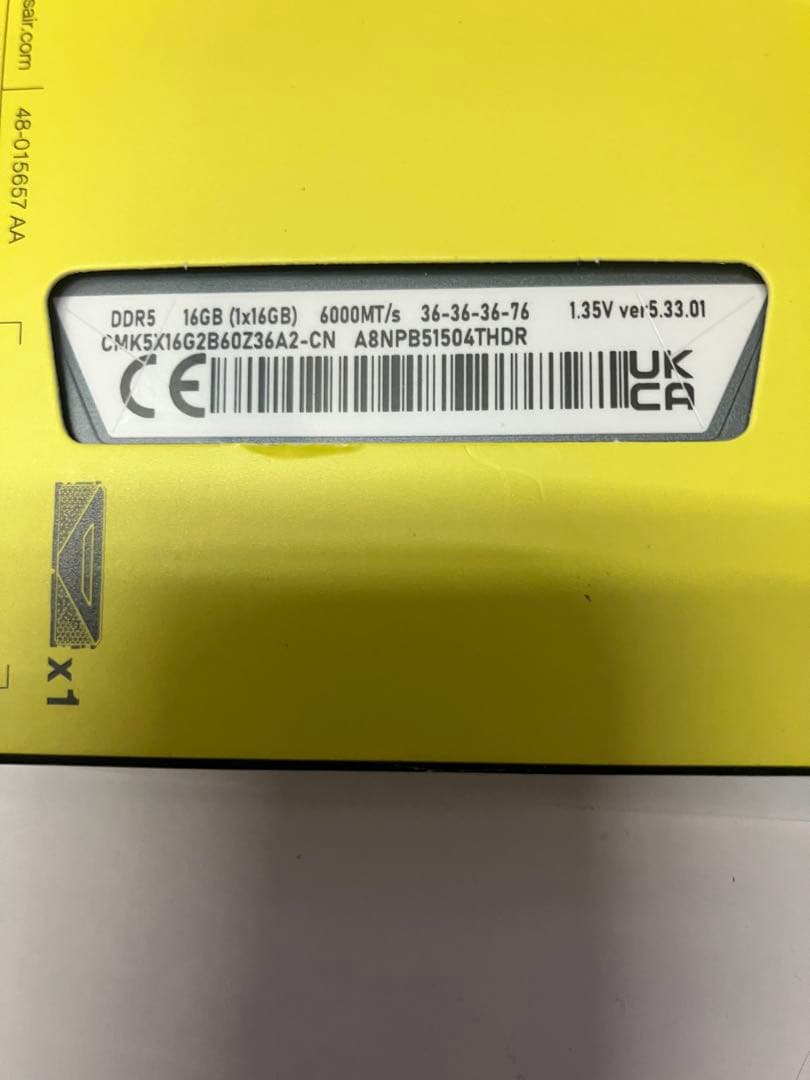 sair.com
48-015657 AA
DDR5 16GB (1x16GB) 6000MT/s 36-36-36-76 1.35V ver5.33.01
CMK5X16G2B60Z36A2-CN A8NPB51504THDR
CE
UK
CA
x1